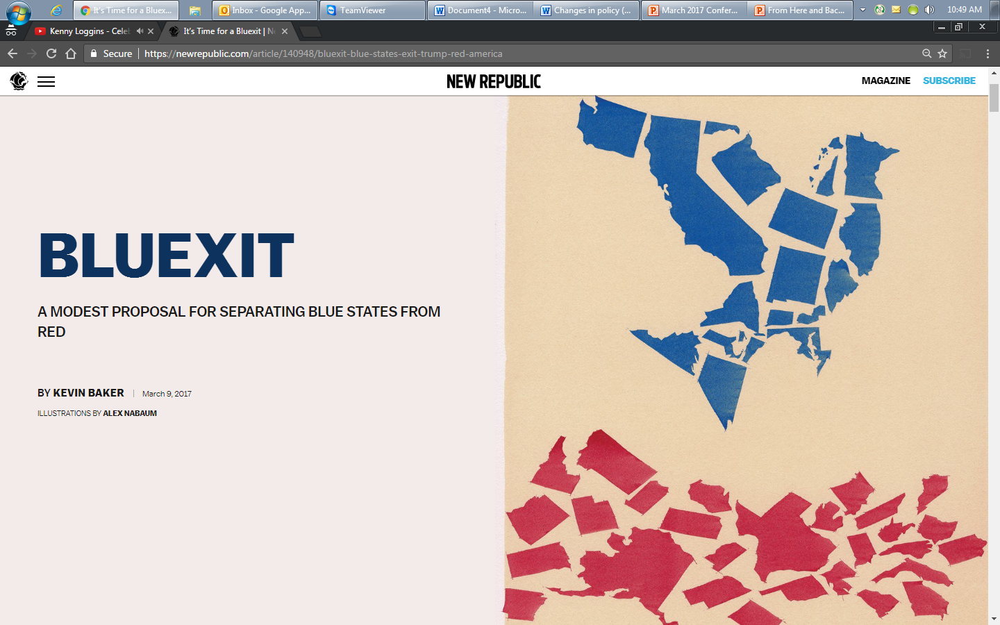 It's Time for a Bluex...
Inbox - Google App...
TeamViewer
Document4 - Micro...
Changes in policy (...
March 2017 Confer...
From Here and Bac...
10:49 AM
Kenny Loggins - Cele
It's Time for a Bluexit | Ne
Secure
https://newrepublic.com/article/140948/bluexit-blue-states-exit-trump-red-america
NEW REPUBLIC
MAGAZINE
SUBSCRIBE
BLUEXIT
A MODEST PROPOSAL FOR SEPARATING BLUE STATES FROM
RED
BY KEVIN BAKER | March 9, 2017
ILLUSTRATIONS BY ALEX NABAUM